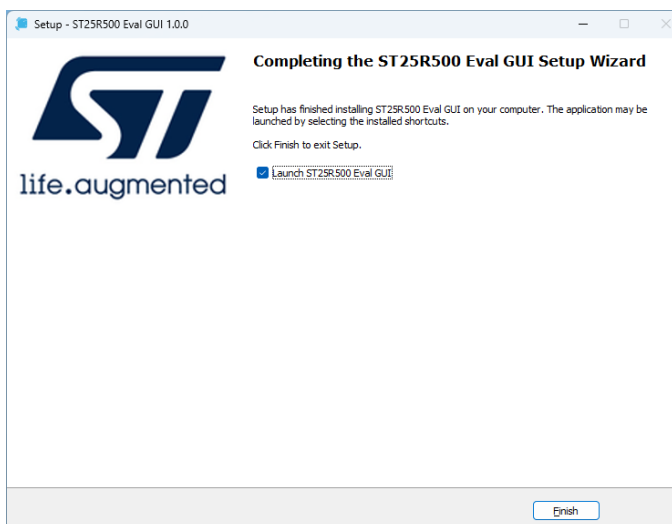 Setup - ST25R500 Eval GUI 1.0.0
ST
life.augmented
Completing the ST25R500 Eval GUI Setup Wizard
Setup has finished installing ST25R500 Eval GUI on your computer. The application may be
launched by selecting the installed shortcuts.
Click Finish to exit Setup.
Launch ST25R500 Eval GUI
Finish